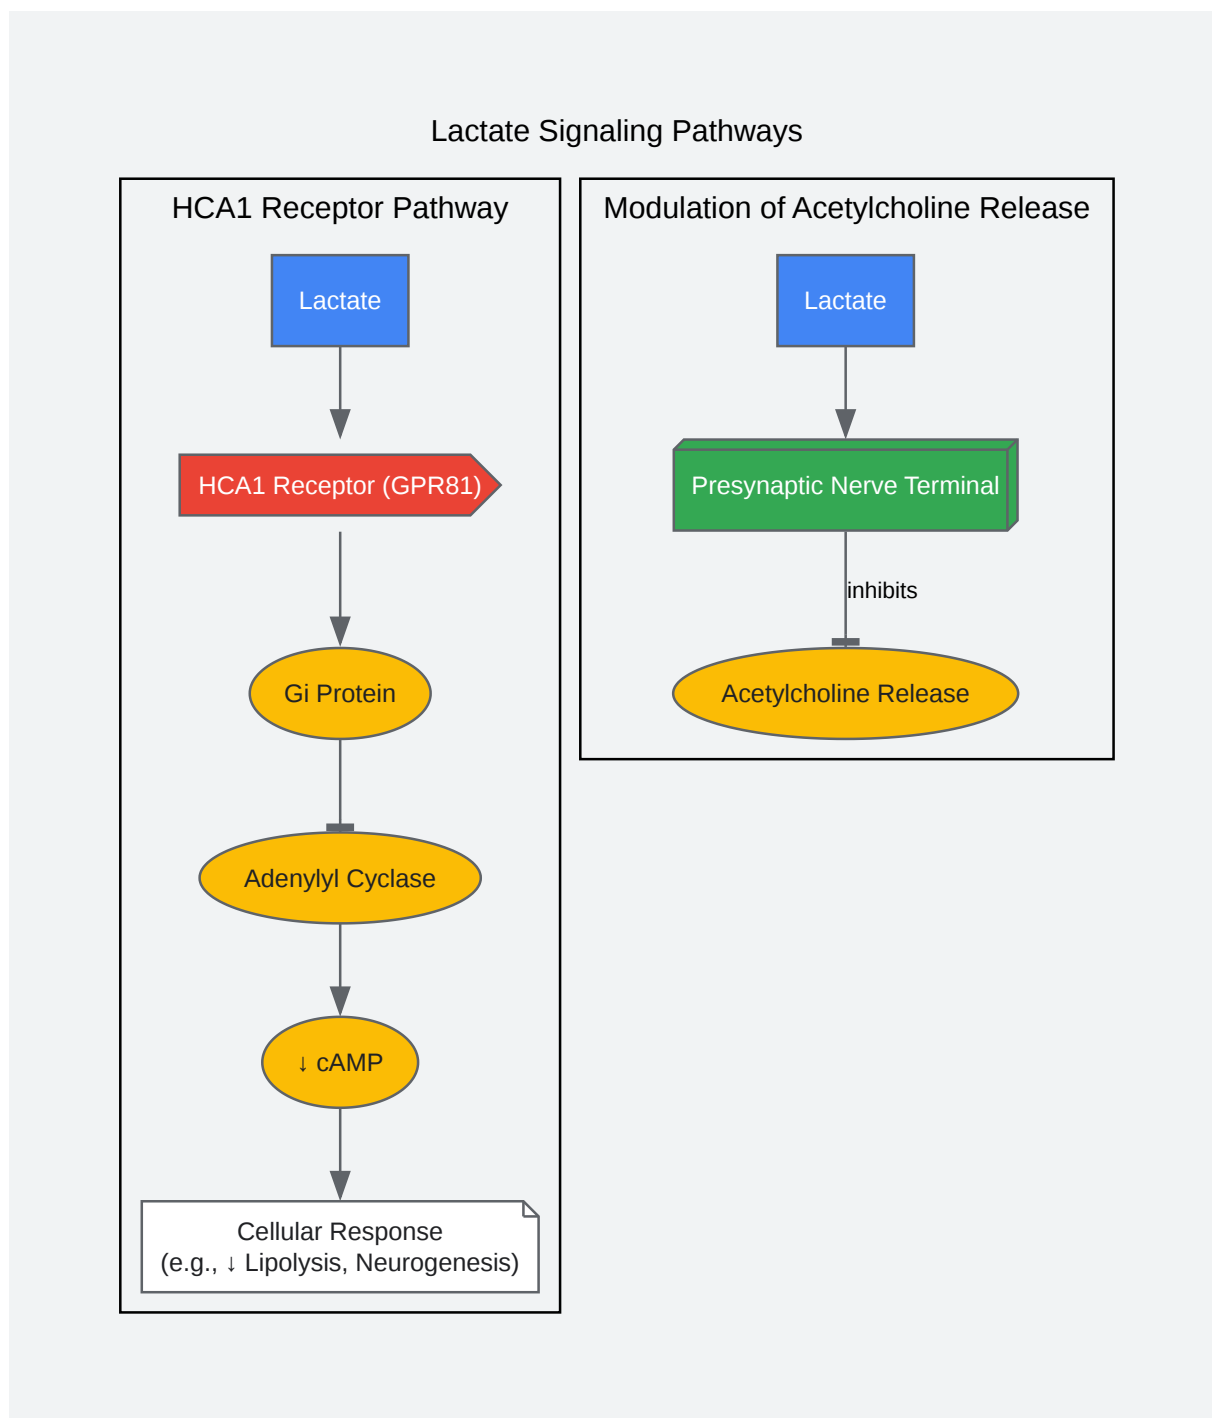 Lactate Signaling Pathways
HCA1 Receptor Pathway
Lactate
HCA1 Receptor (GPR81)
Gi Protein
Adenylyl Cyclase
↓ cAMP
Cellular Response
(e.g., ↓ Lipolysis, Neurogenesis)
Modulation of Acetylcholine Release
Lactate
Presynaptic Nerve Terminal
inhibits
Acetylcholine Release